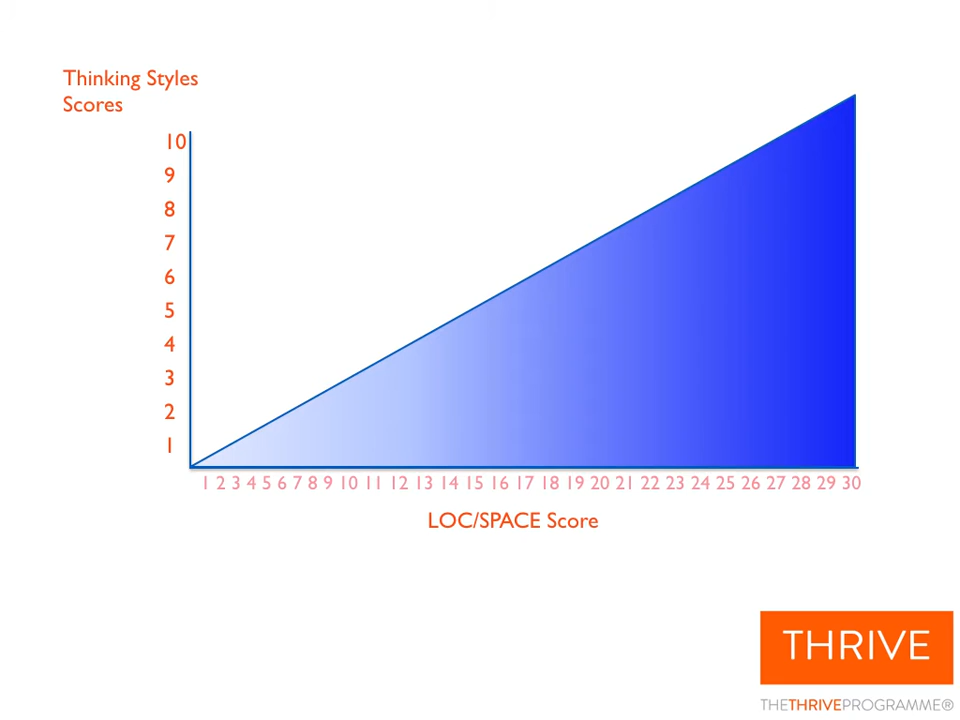 Thinking Styles
Scores
10
9
8
7
6
5
4
3
2
1
1 2 3 4 5 6 7 8 9 10 11 12 13 14 15 16 17 18 19 20 21 22 23 24 25 26 27 28 29 30
LOC/SPACE Score
THRIVE
THETHRIVEPROGRAMME®